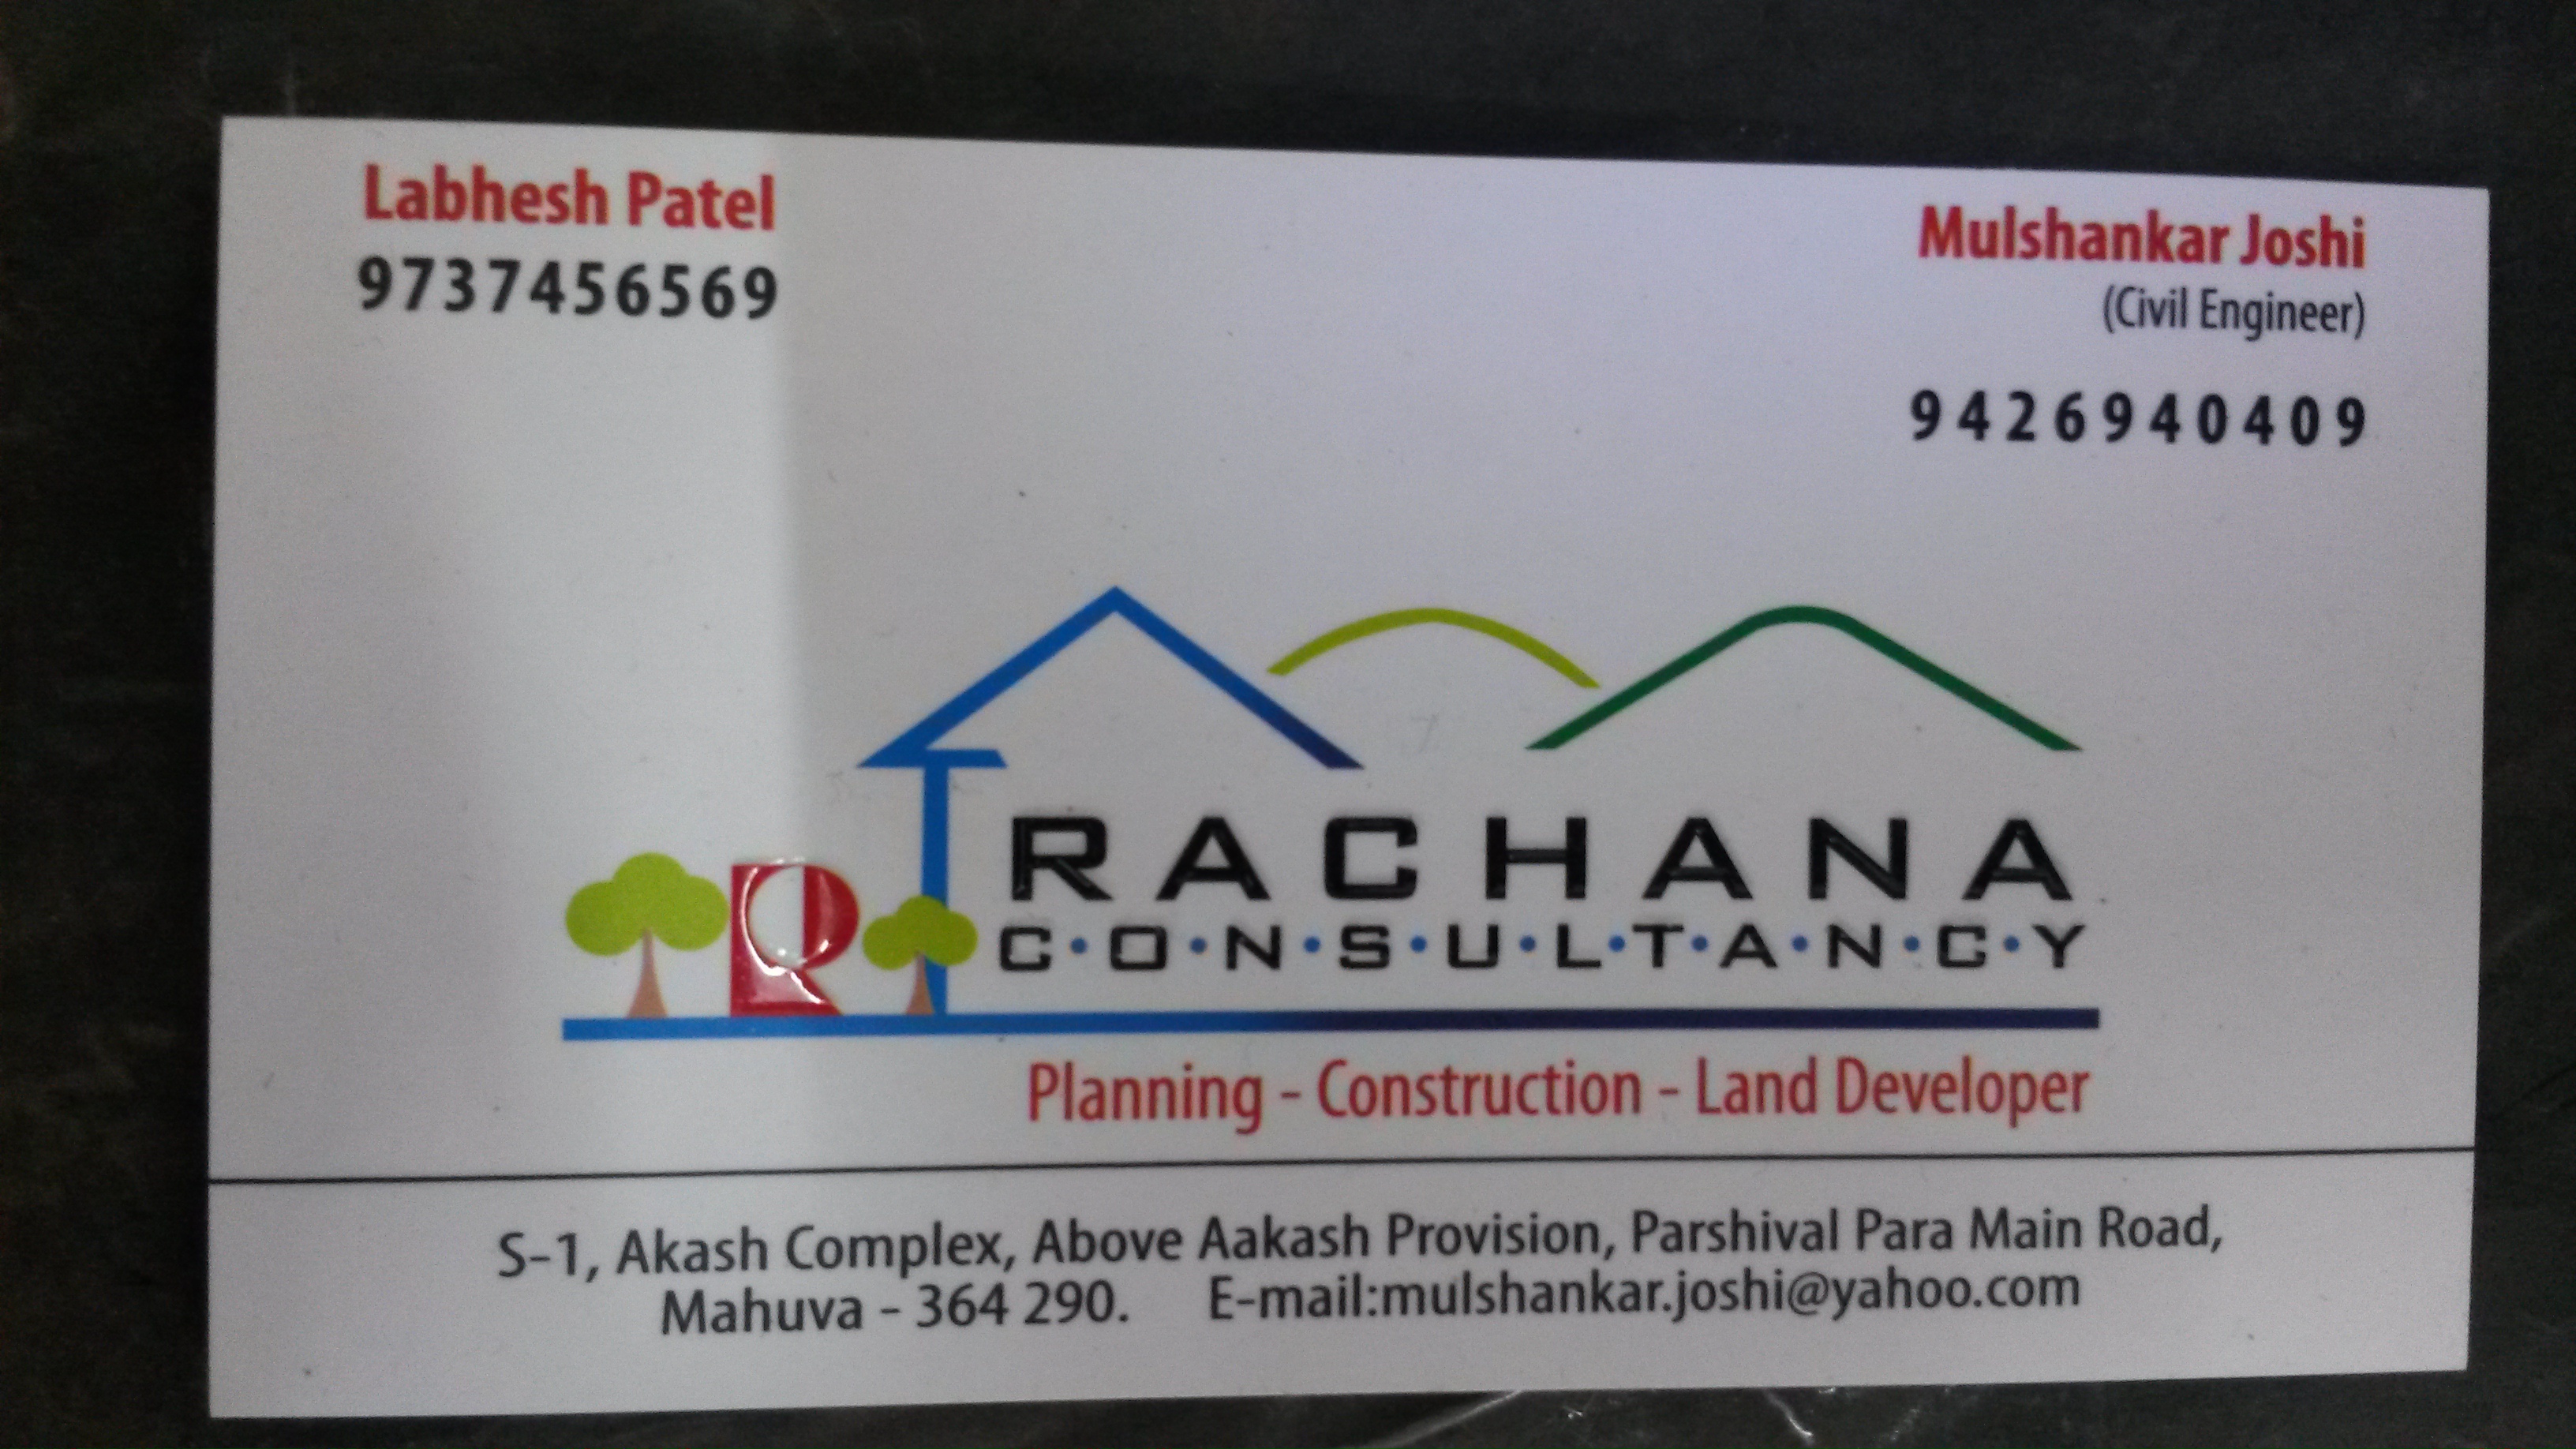 Labhesh Patel
9737456569
Mulshankar Joshi
(Civil Engineer)
9426940409
R
RACHANA
C•O•N•S•U•L•T•A•N•C•Y
Planning - Construction - Land Developer
S-1, Akash Complex, Above Aakash Provision, Parshival Para Main Road,
Mahuva - 364 290. E-mail:mulshankar.joshi@yahoo.com